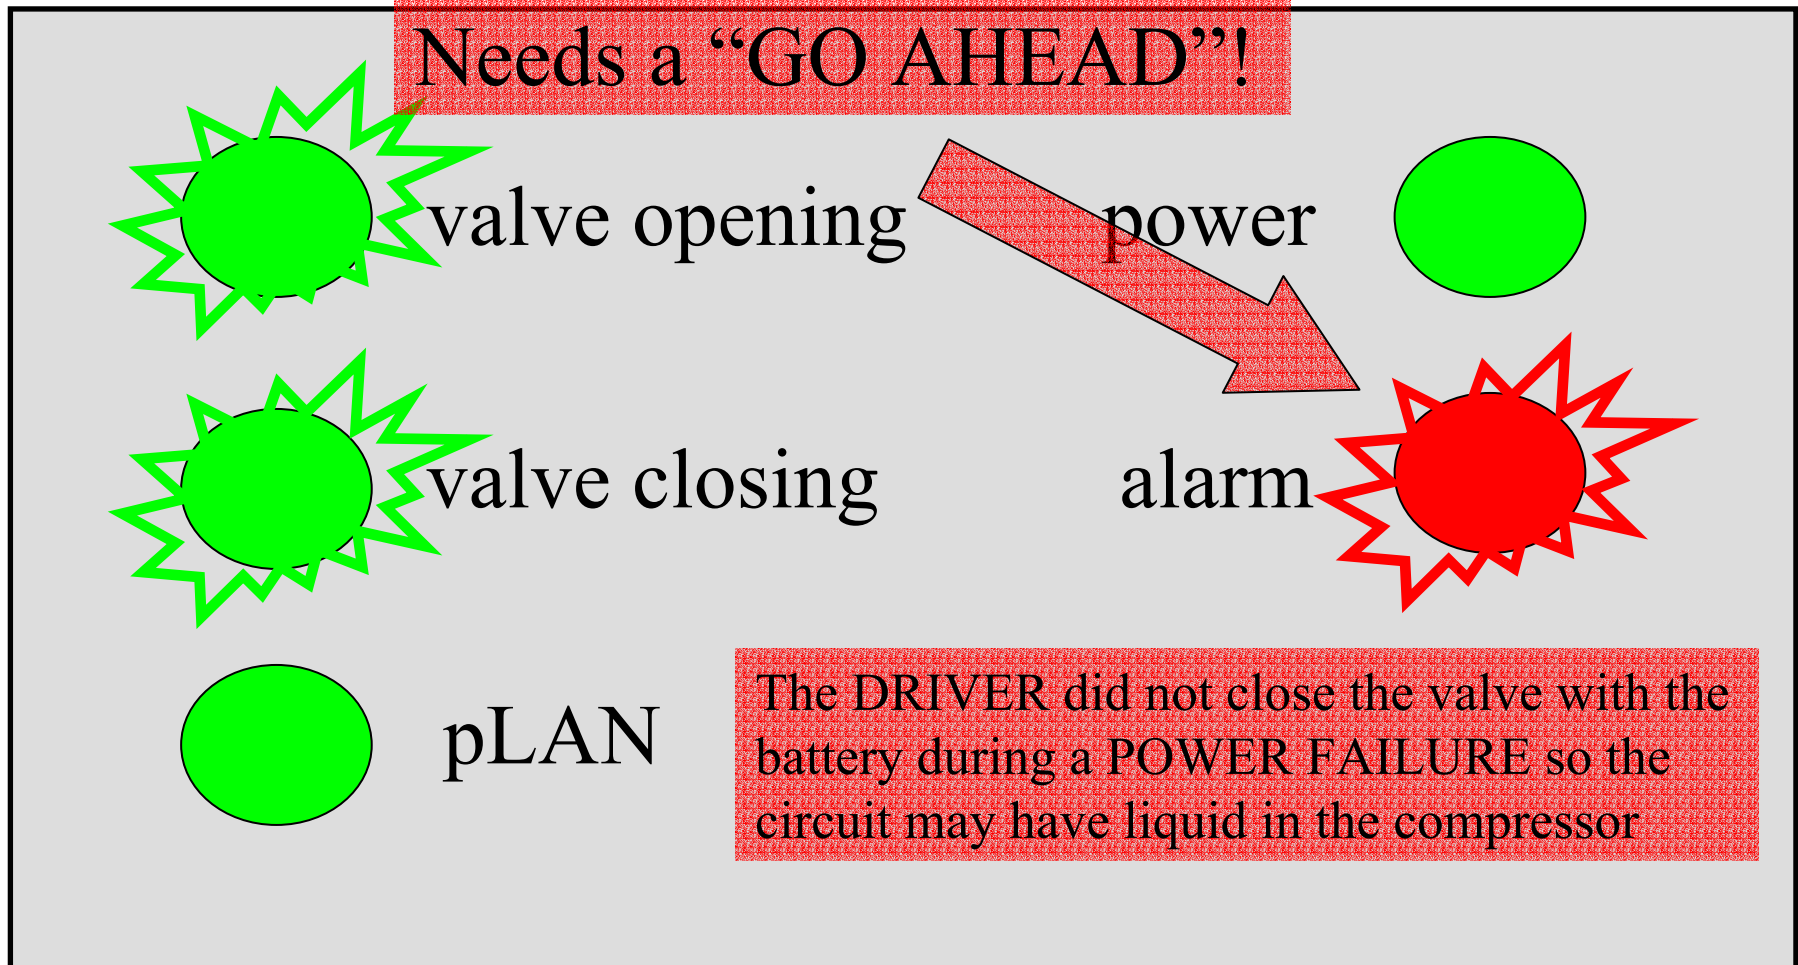 Needs a “GO AHEAD”!
valve opening
power
valve closing
alarm
pLAN
The DRIVER did not close the valve with the
battery during a POWER FAILURE so the
circuit may have liquid in the compressor